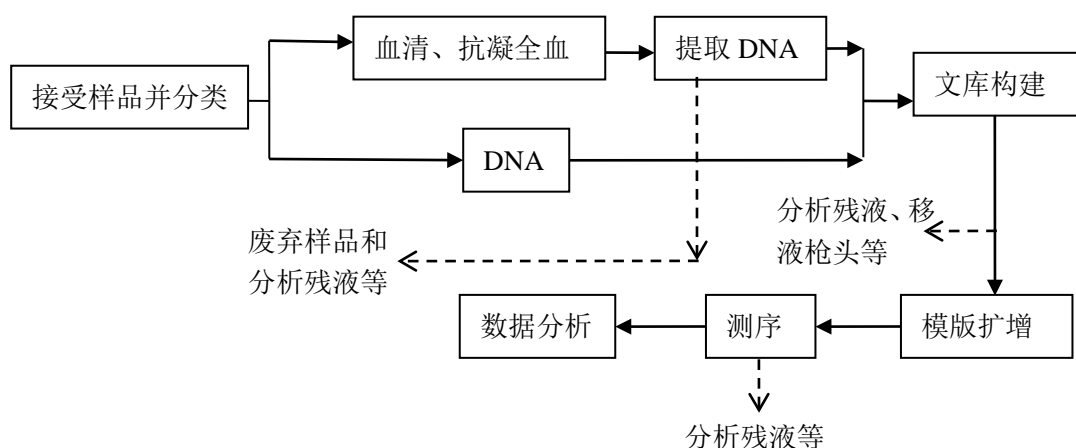 血清、抗凝全血
提取 DNA
接受样品并分类
文库构建
DNA
分析残液、移
液枪头等
废弃样品和
分析残液等
数据分析
测序
模版扩增
分析残液等